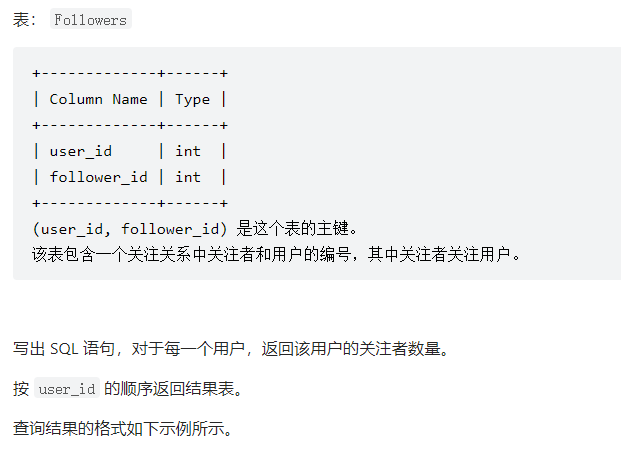 表： Followers
+-------------+------+
| Column Name | Type |
+-------------+------+
| user_id     | int  |
| follower_id | int  |
+-------------+------+
(user_id, follower_id) 是这个表的主键。
该表包含一个关注关系中关注者和用户的编号，其中关注者关注用户。
写出 SQL 语句，对于每一个用户，返回该用户的关注者数量。
按 user_id 的顺序返回结果表。
查询结果的格式如下示例所示。